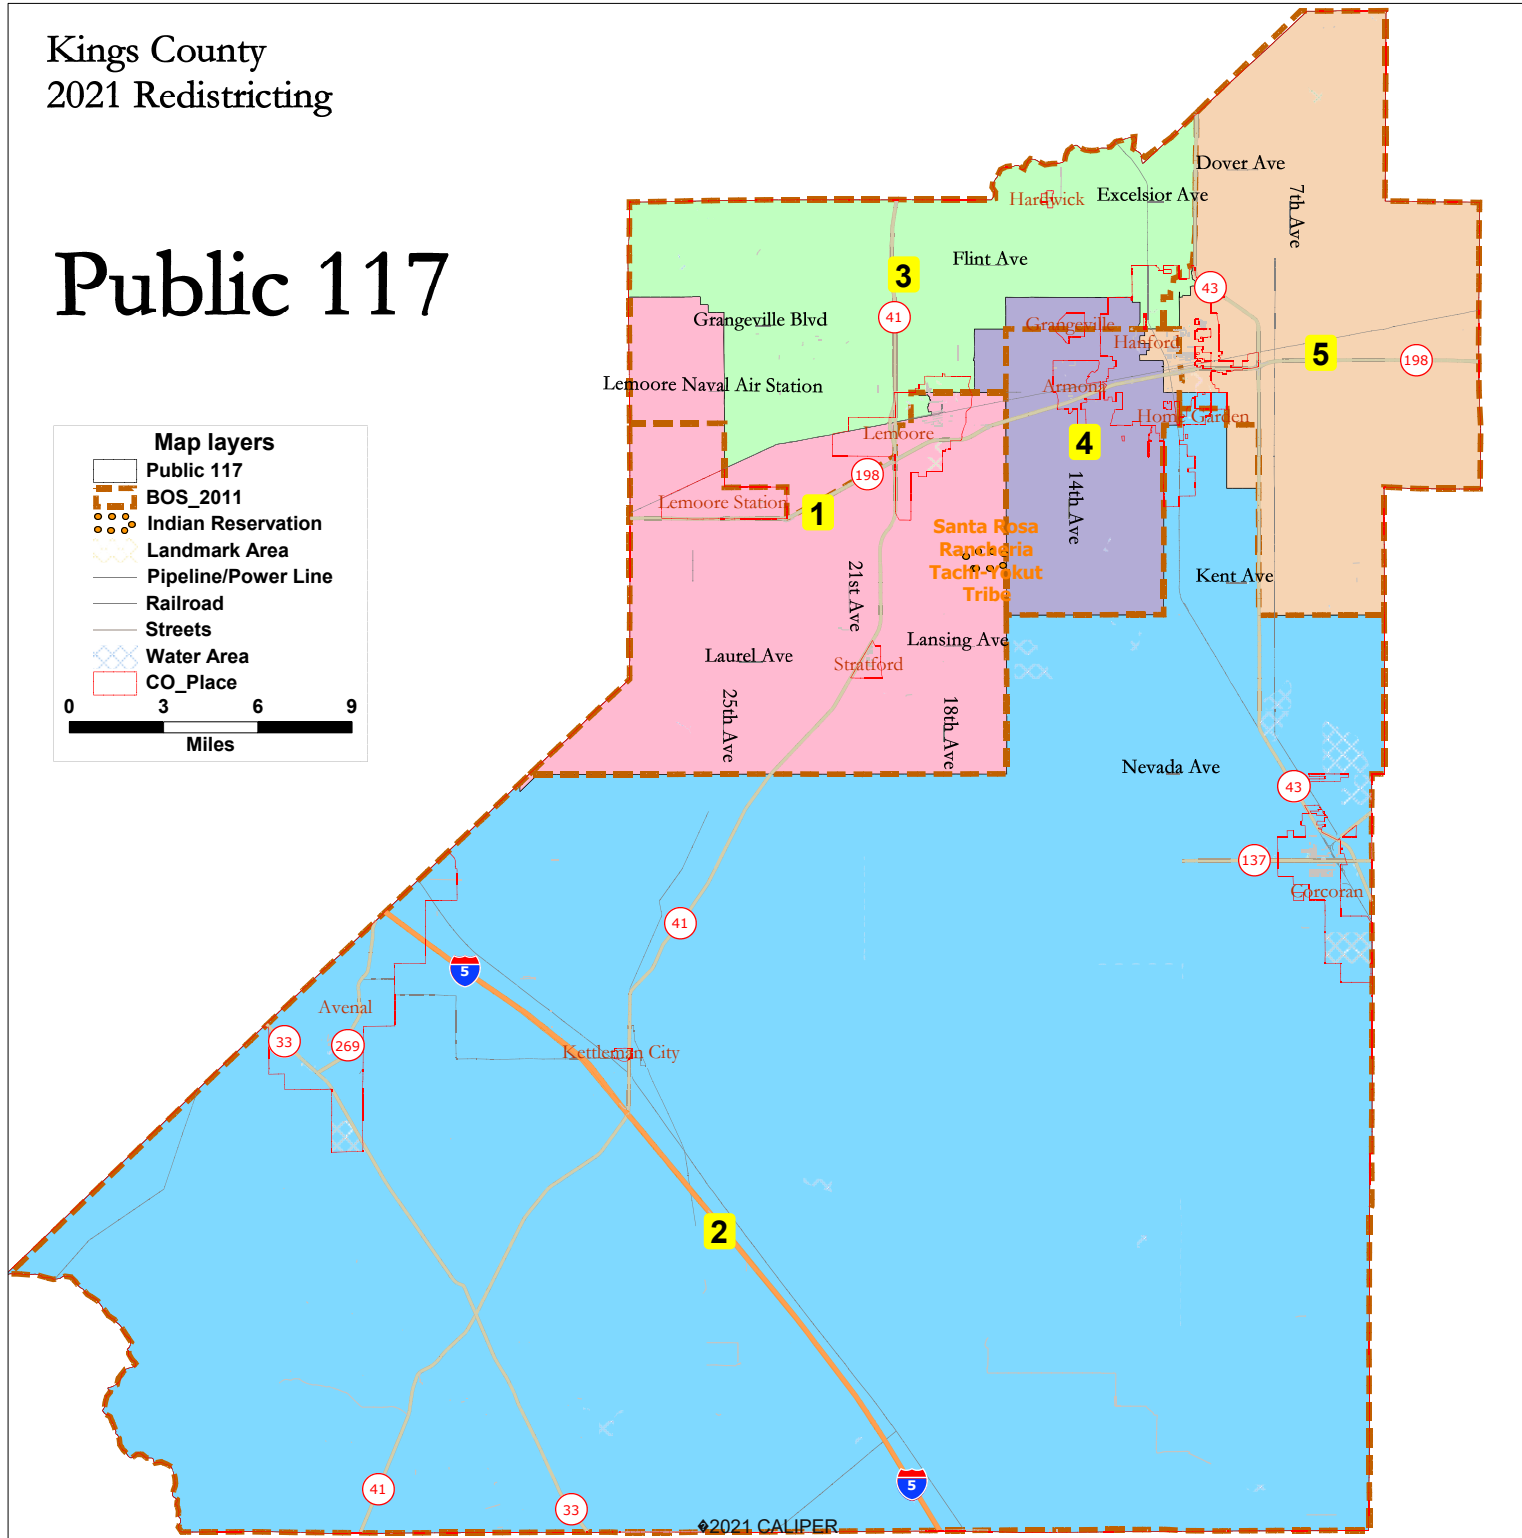 Kings County
2021 Redistricting
Public 117
Dover Ave
Excelsior Ave
Hardwick
7th Ave
Flint Ave
3
43
41
Grangeville Blvd
Grangeville
Hanford
5
198
Lemoore Naval Air Station
Armona
Home Garden
Lemoore
4
198
Lemoore Station
1
14th Ave
Santa Rosa
Rancheria
Tachi-Yokut
Tribe
21st Ave
Kent Ave
Lansing Ave
Laurel Ave
Stratford
25th Ave
18th Ave
Nevada Ave
43
137
Corcoran
41
5
Avenal
33
269
Kettleman City
2
41
33
5
Map layers
Public 117
BOS_2011
Indian Reservation
Landmark Area
Pipeline/Power Line
Railroad
Streets
Water Area
CO_Place
0 3 6 9
Miles
�2021 CALIPER